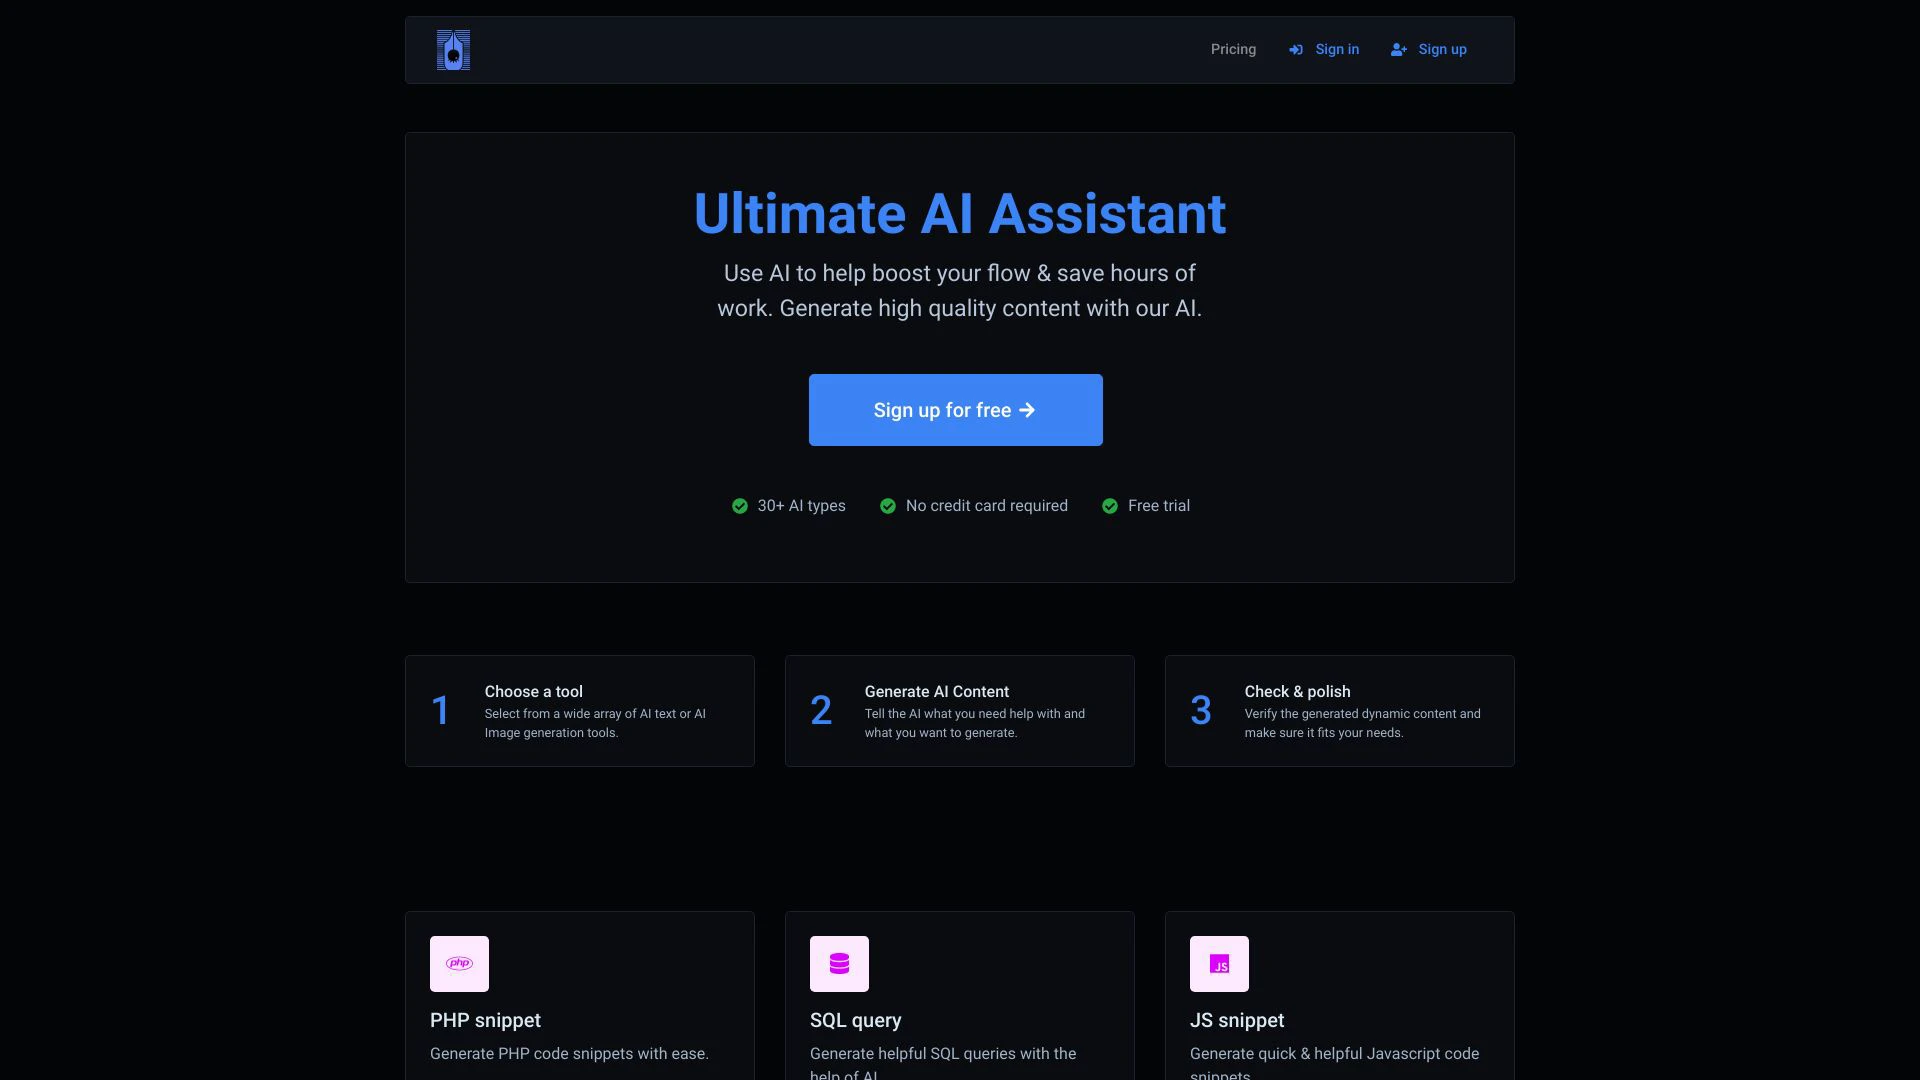 Pricing
Sign in
Sign up
Ultimate AI Assistant
Use AI to help boost your flow & save hours of
work. Generate high quality content with our AI.
Sign up for free
30+ AI types
No credit card required
Free trial
1
Choose a tool
Select from a wide array of AI text or AI
Image generation tools.
2
Generate AI Content
Tell the AI what you need help with and
what you want to generate.
3
Check & polish
Verify the generated dynamic content and
make sure it fits your needs.
php
PHP snippet
Generate PHP code snippets with ease.
SQL query
Generate helpful SQL queries with the
help of AI
JS
JS snippet
Generate quick & helpful Javascript code
snippets